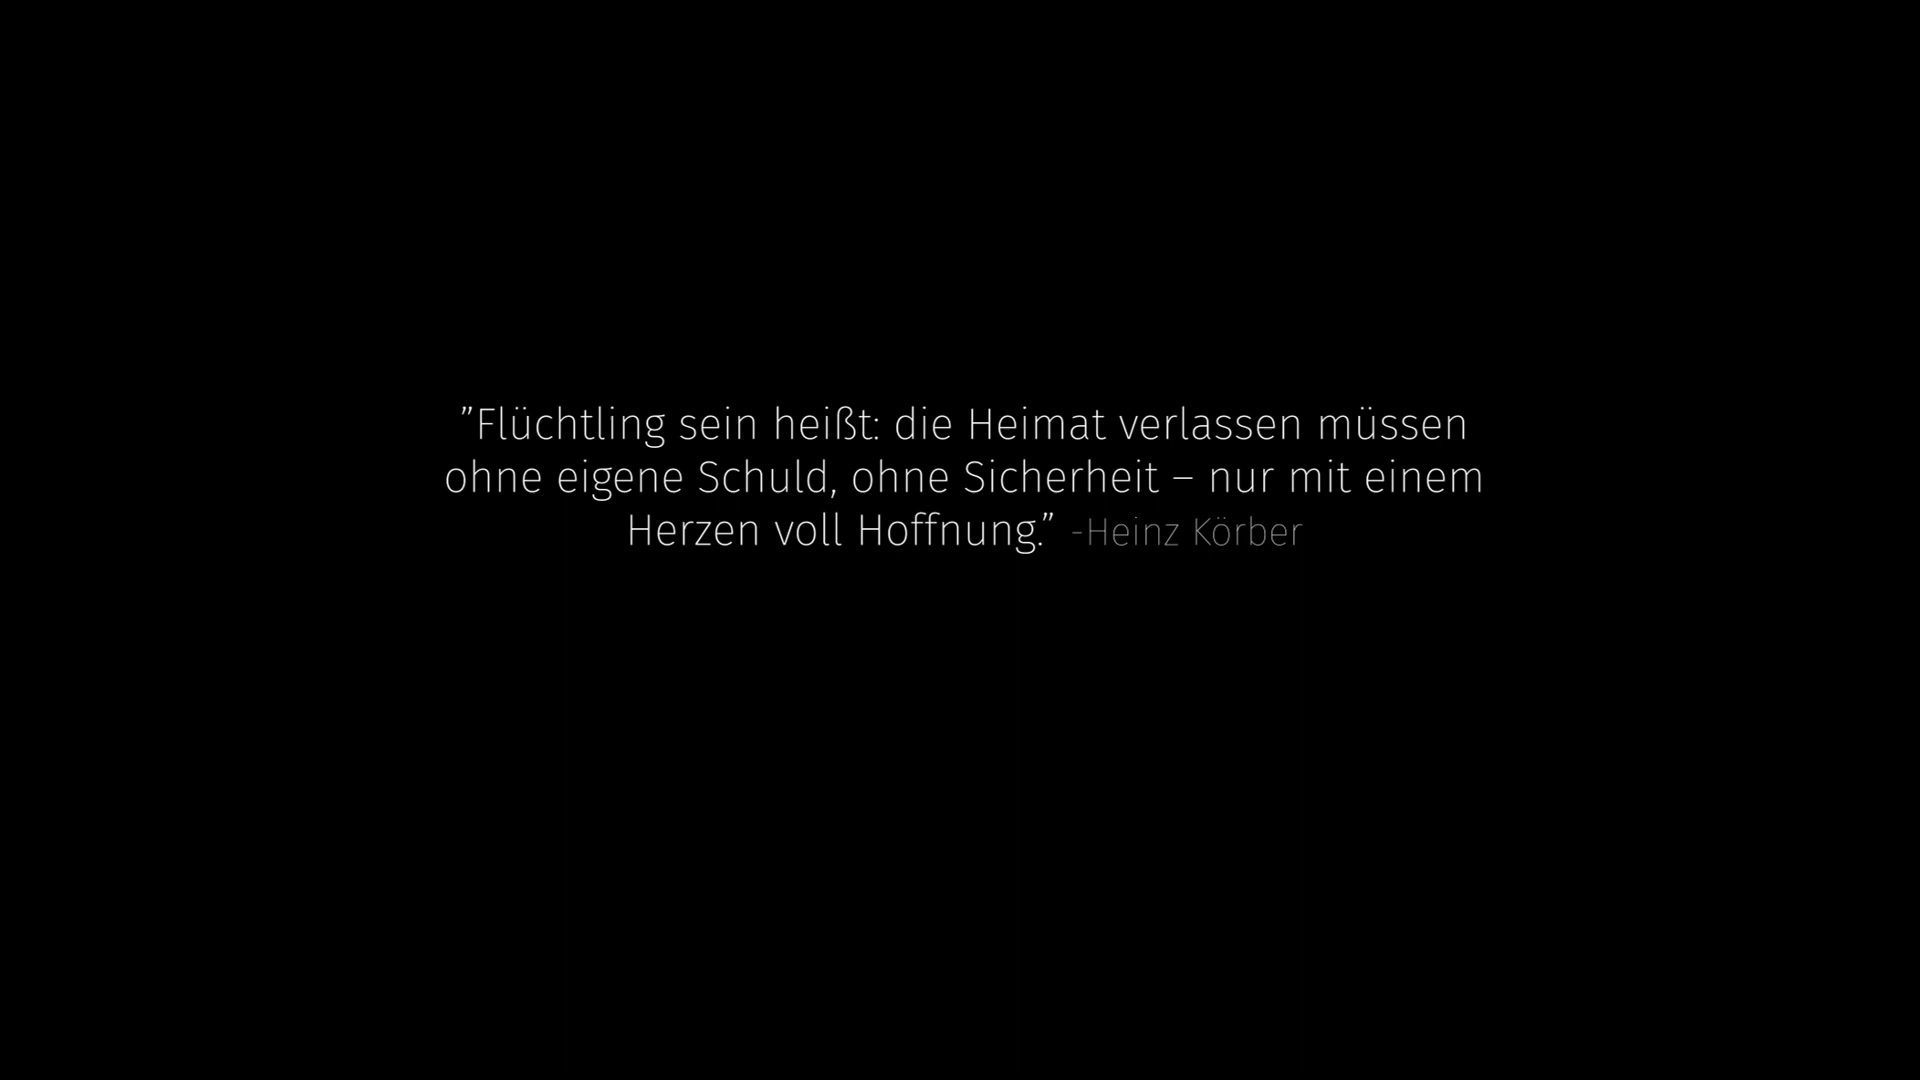 ”Flüchtling sein heißt: die Heimat verlassen müssen
ohne eigene Schuld, ohne Sicherheit – nur mit einem
Herzen voll Hoffnung.” -Heinz Körber